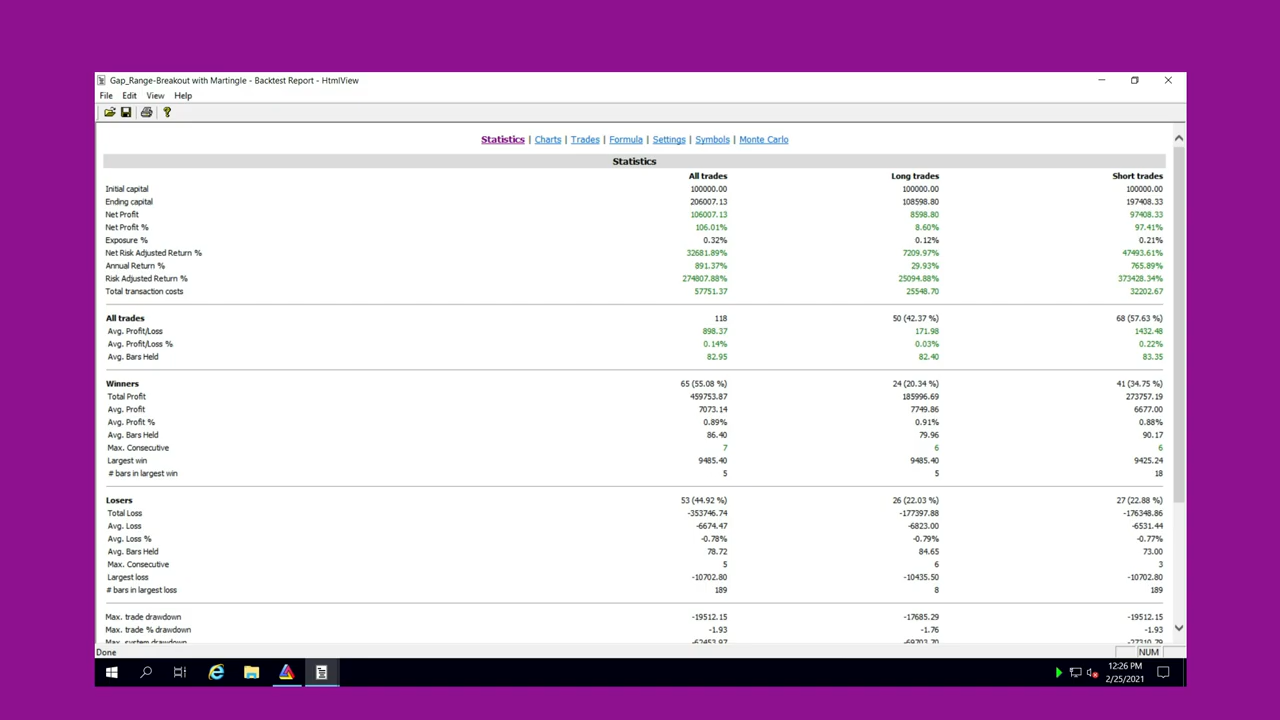 Gap_Range-Breakout with Martingle - Backtest Report - HtmlView
File Edit View Help
Statistics | Charts | Trades | Formula | Settings | Symbols | Monte Carlo
Statistics
All trades Long trades Short trades
Initial capital 100000.00 100000.00 100000.00
Ending capital 206007.13 108598.80 197408.33
Net Profit 106007.13 8598.80 97408.33
Net Profit % 106.01% 8.60% 97.41%
Exposure % 0.32% 0.12% 0.21%
Net Risk Adjusted Return % 32681.89% 7209.97% 47493.61%
Annual Return % 891.37% 29.93% 765.89%
Risk Adjusted Return % 274807.88% 25094.88% 373428.34%
Total transaction costs 57751.37 25548.70 32202.67
All trades 118 50 (42.37 %) 68 (57.63 %)
Avg. Profit/Loss 898.37 171.98 1432.48
Avg. Profit/Loss % 0.14% 0.03% 0.22%
Avg. Bars Held 82.95 82.40 83.35
Winners 65 (55.08 %) 24 (20.34 %) 41 (34.75 %)
Total Profit 459753.87 185996.69 273757.19
Avg. Profit 7073.14 7749.86 6677.00
Avg. Profit % 0.89% 0.91% 0.88%
Avg. Bars Held 86.40 79.96 90.17
Max. Consecutive 7 6 6
Largest win 9485.40 9485.40 9425.24
# bars in largest win 5 5 18
Losers 53 (44.92 %) 26 (22.03 %) 27 (22.88 %)
Total Loss -353746.74 -177397.88 -176348.86
Avg. Loss -6674.47 -6823.00 -6531.44
Avg. Loss % -0.78% -0.79% -0.77%
Avg. Bars Held 78.72 84.65 73.00
Max. Consecutive 5 6 3
Largest loss -10702.80 -10435.50 -10702.80
# bars in largest loss 189 8 189
Max. trade drawdown -19512.15 -17685.29 -19512.15
Max. trade % drawdown -1.93 -1.76 -1.93
Max. system drawdown -62453.97 -69703.70 -27310.79
Done NUM
12:26 PM
2/25/2021